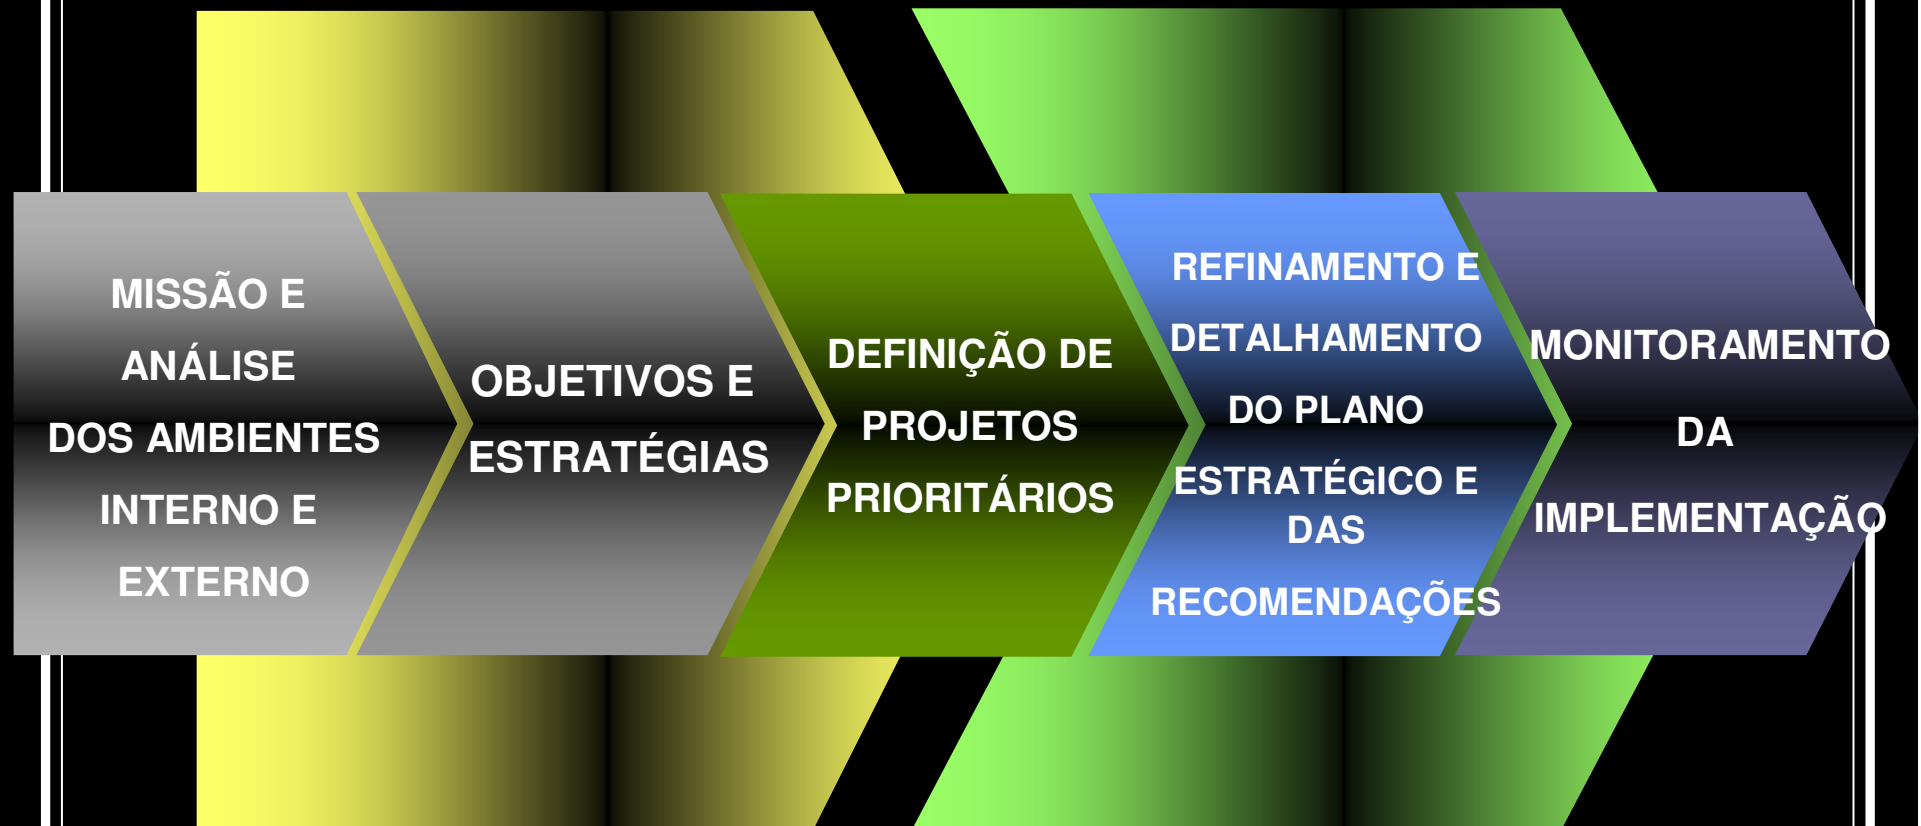 MISSÃO E
ANÁLISE
DOS AMBIENTES
INTERNO E
EXTERNO
OBJETIVOS E
ESTRATÉGIAS
DEFINIÇÃO DE
PROJETOS
PRIORITÁRIOS
REFINAMENTO E
DETALHAMENTO
DO PLANO
ESTRATÉGICO E
DAS
RECOMENDAÇÕES
MONITORAMENTO
DA
IMPLEMENTAÇÃO